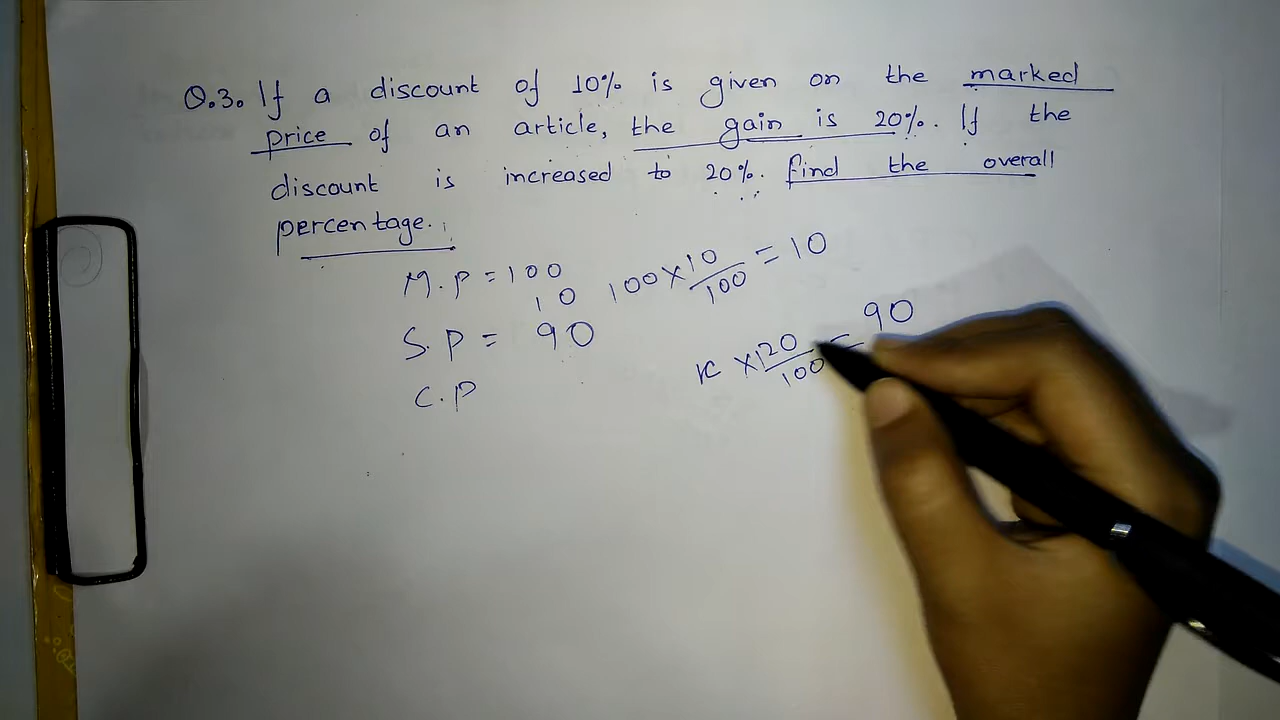 Q.3. If a discount of 10% is given on the marked
price of an article, the gain is 20%. If the
discount is increased to 20%. find the overall
percentage.
M.P = 100
10
100 × 10/100 = 10
S.P = 90
x × 120/100 = 90
C.P